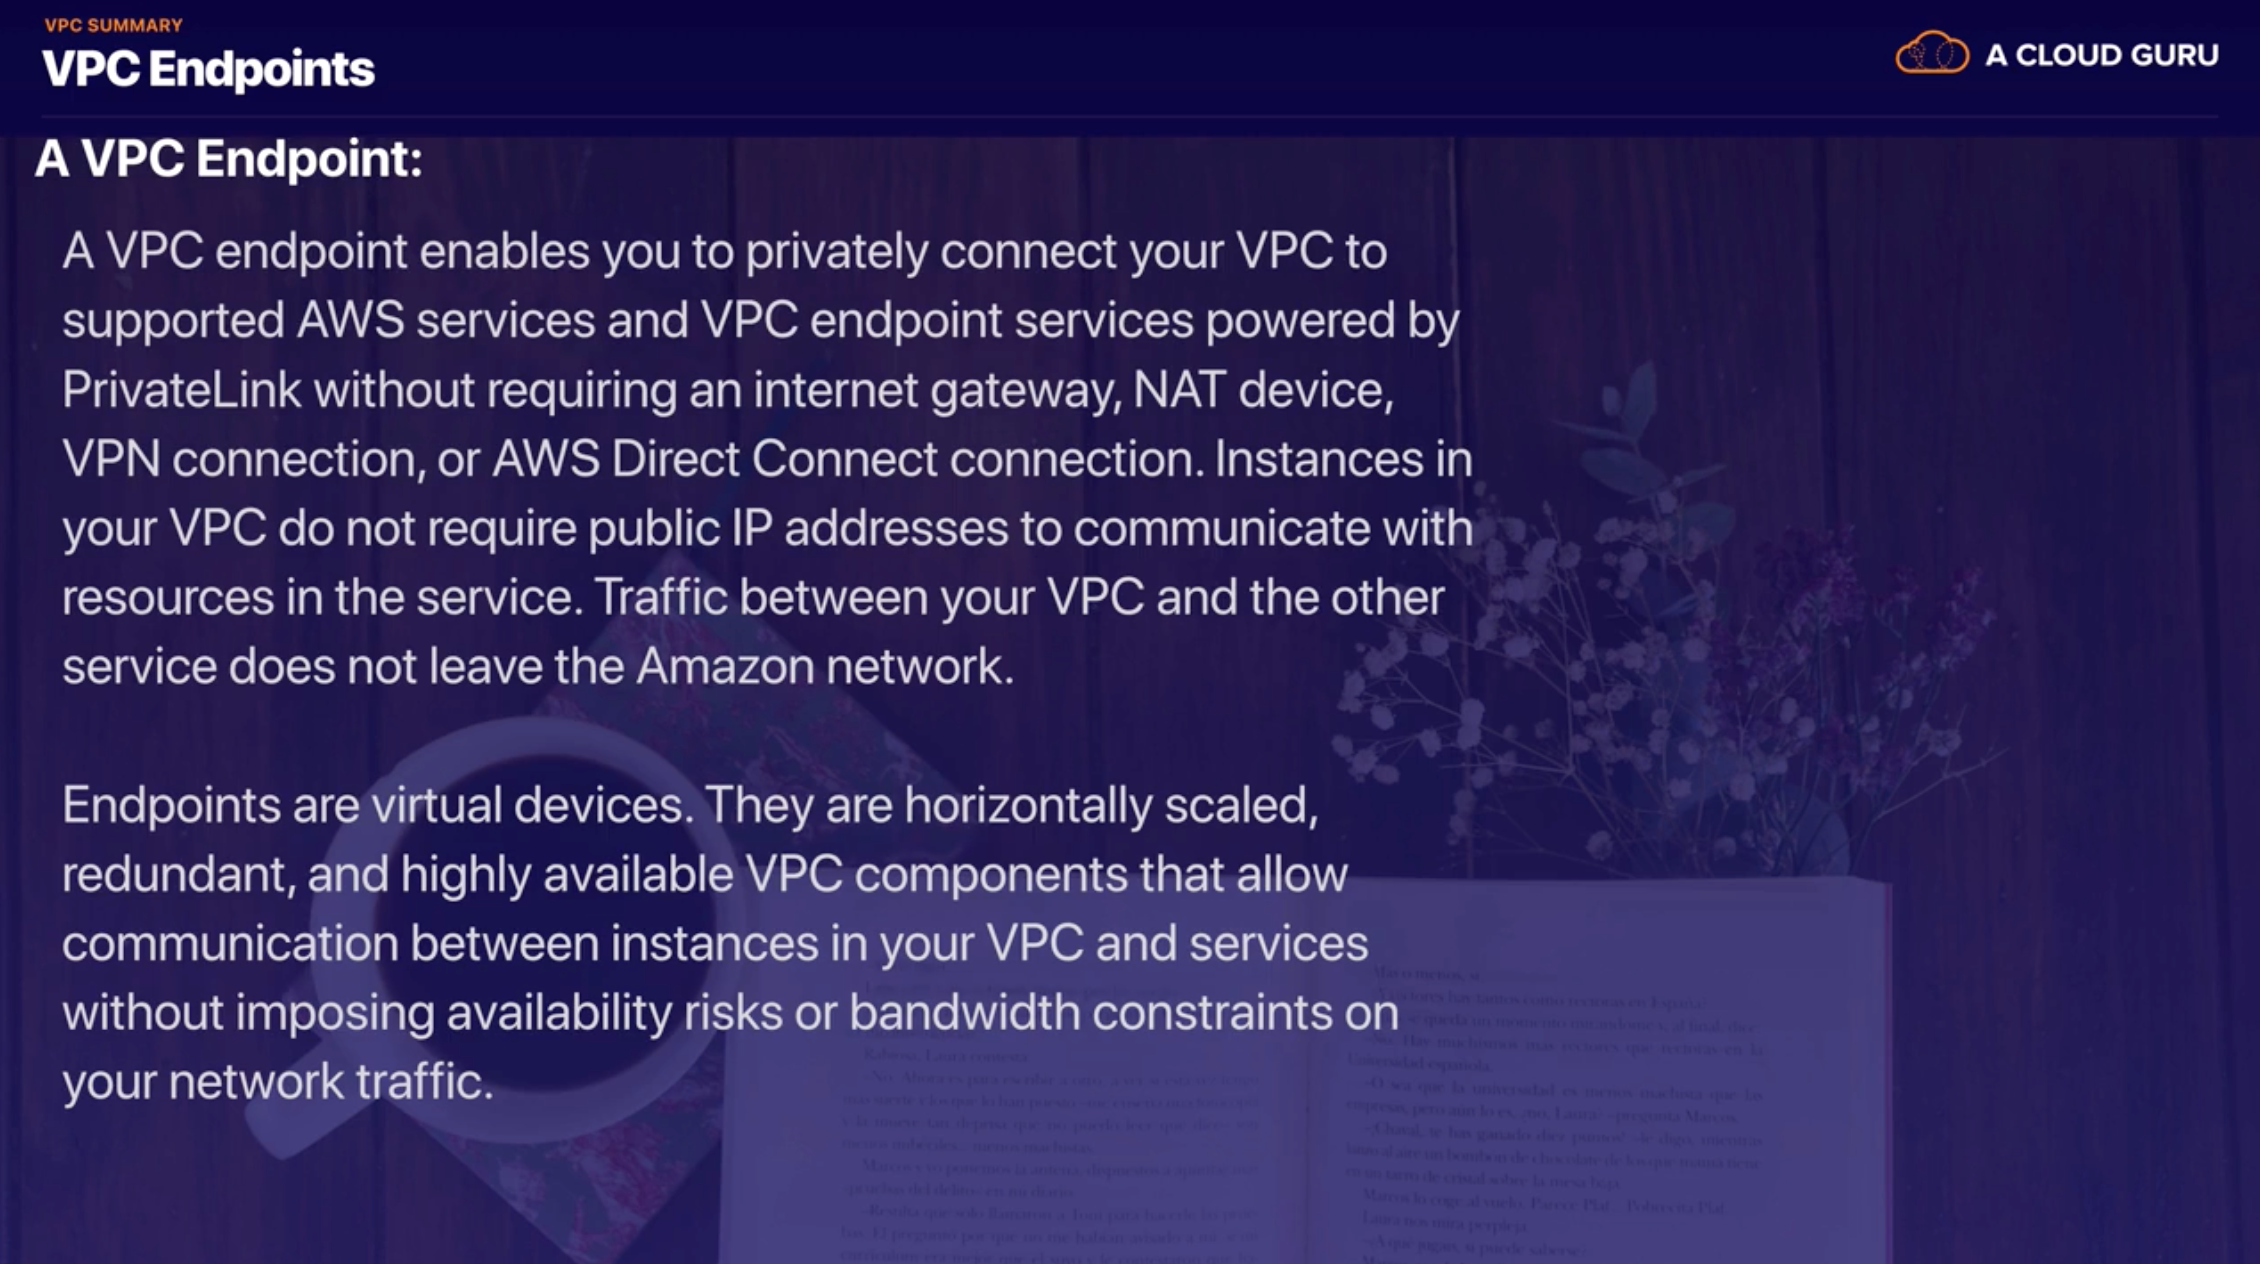 VPC SUMMARY
VPC Endpoints
A CLOUD GURU
A VPC Endpoint:
A VPC endpoint enables you to privately connect your VPC to
supported AWS services and VPC endpoint services powered by
PrivateLink without requiring an internet gateway, NAT device,
VPN connection, or AWS Direct Connect connection. Instances in
your VPC do not require public IP addresses to communicate with
resources in the service. Traffic between your VPC and the other
service does not leave the Amazon network.
Endpoints are virtual devices. They are horizontally scaled,
redundant, and highly available VPC components that allow
communication between instances in your VPC and services
without imposing availability risks or bandwidth constraints on
your network traffic.